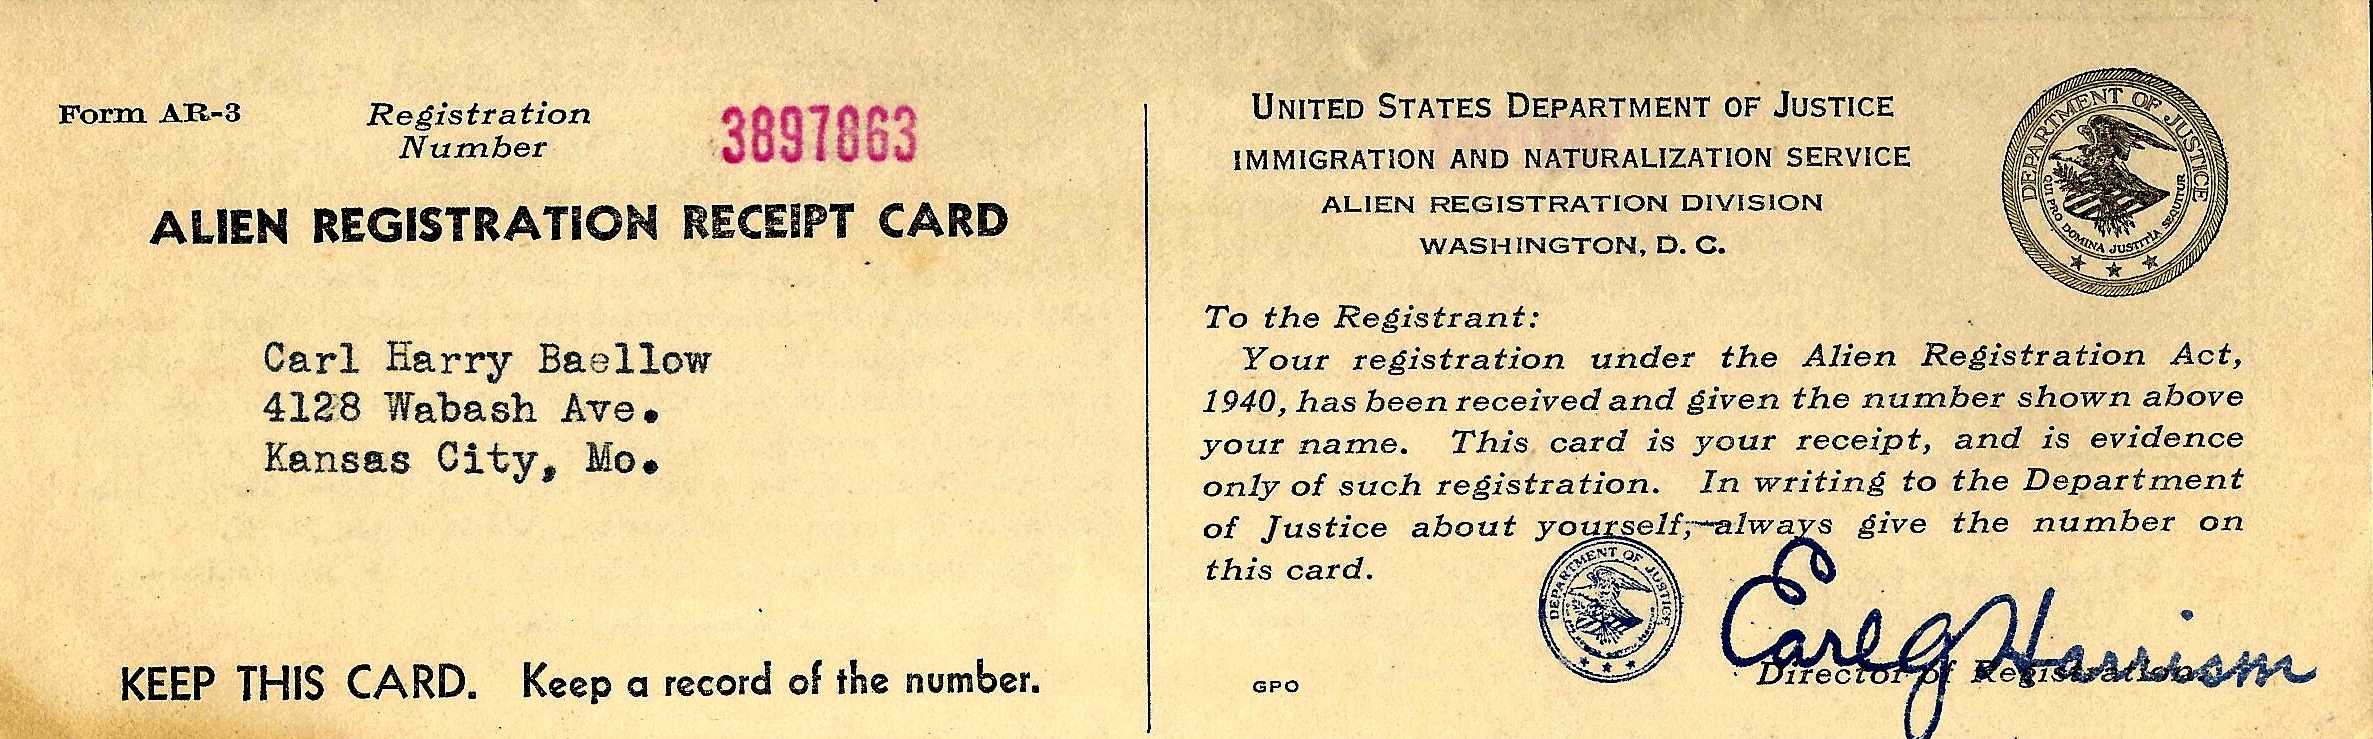 Form AR-3
Registration
Number
3897863
ALIEN REGISTRATION RECEIPT CARD
Carl Harry Baellow
4128 Wabash Ave.
Kansas City, Mo.
KEEP THIS CARD. Keep a record of the number.
UNITED STATES DEPARTMENT OF JUSTICE
IMMIGRATION AND NATURALIZATION SERVICE
ALIEN REGISTRATION DIVISION
WASHINGTON, D. C.
DEPARTMENT OF JUSTICE
QUI PRO DOMINA JUSTITIA SEQUITUR
To the Registrant:
Your registration under the Alien Registration Act,
1940, has been received and given the number shown above
your name. This card is your receipt, and is evidence
only of such registration. In writing to the Department
of Justice about yourself, always give the number on
this card.
DEPARTMENT OF JUSTICE
Earl G Harrison
Director of Registration
GPO